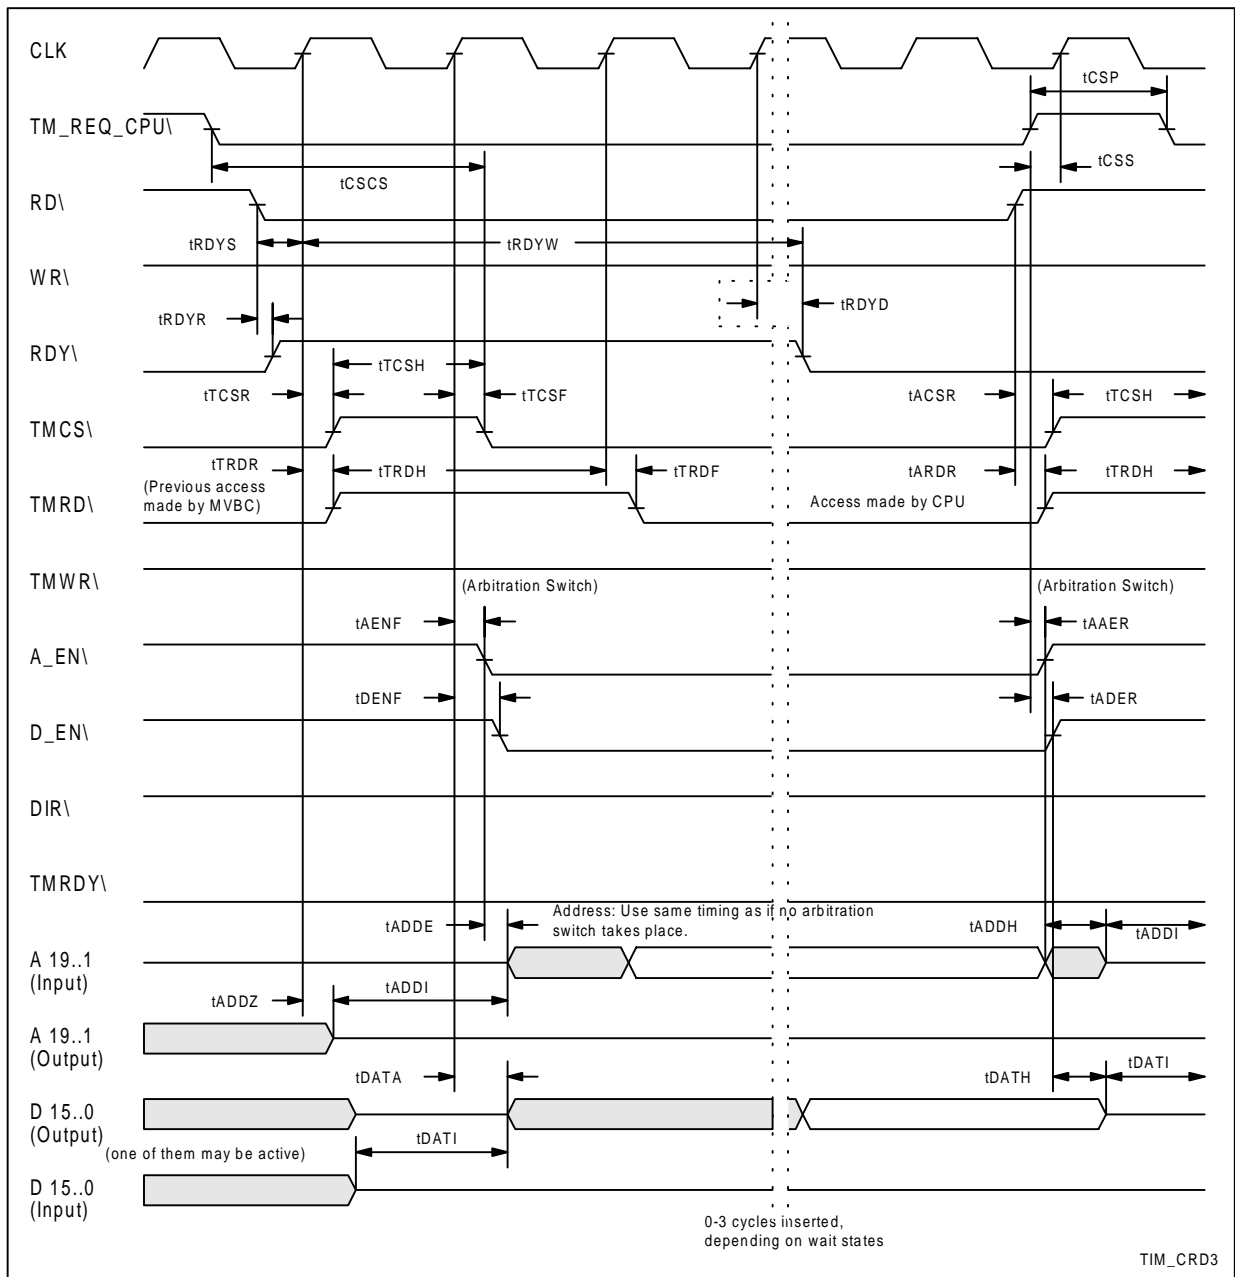 CLK
tCSP
TM_REQ_CPU\
tCSS
tCSCS
RD\
tRDYS
tRDYW
WR\
tRDYD
tRDYR
RDY\
tTCSH
tTCSR
tTCSF
tACSR
tTCSH
TMCS\
tTRDR
tTRDH
tTRDF
tARDR
tTRDH
(Previous access
made by MVBC)
TMRD\
Access made by CPU
TMWR\
(Arbitration Switch)
(Arbitration Switch)
tAENF
tAAER
A_EN\
tDENF
tADER
D_EN\
DIR\
TMRDY\
Address: Use same timing as if no arbitration
switch takes place.
tADDE
tADDH
tADDI
A 19..1
(Input)
tADDZ
tADDI
A 19..1
(Output)
tDATA
tDATH
tDATI
D 15..0
(Output)
tDATI
(one of them may be active)
D 15..0
(Input)
0-3 cycles inserted,
depending on wait states
TIM_CRD3